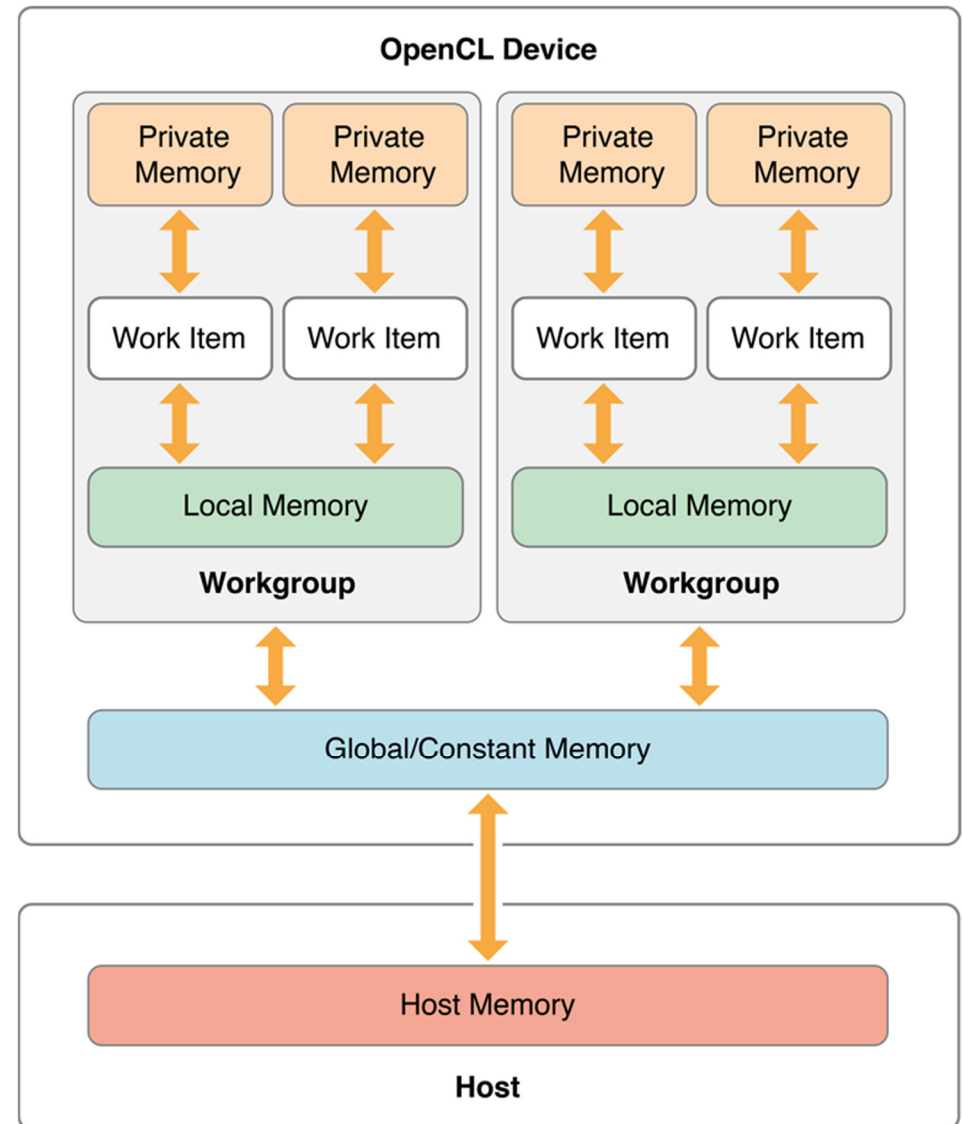 OpenCL Device
Private
Memory
Private
Memory
Private
Memory
Private
Memory
Work Item
Work Item
Work Item
Work Item
Local Memory
Local Memory
Workgroup
Workgroup
Global/Constant Memory
Host Memory
Host